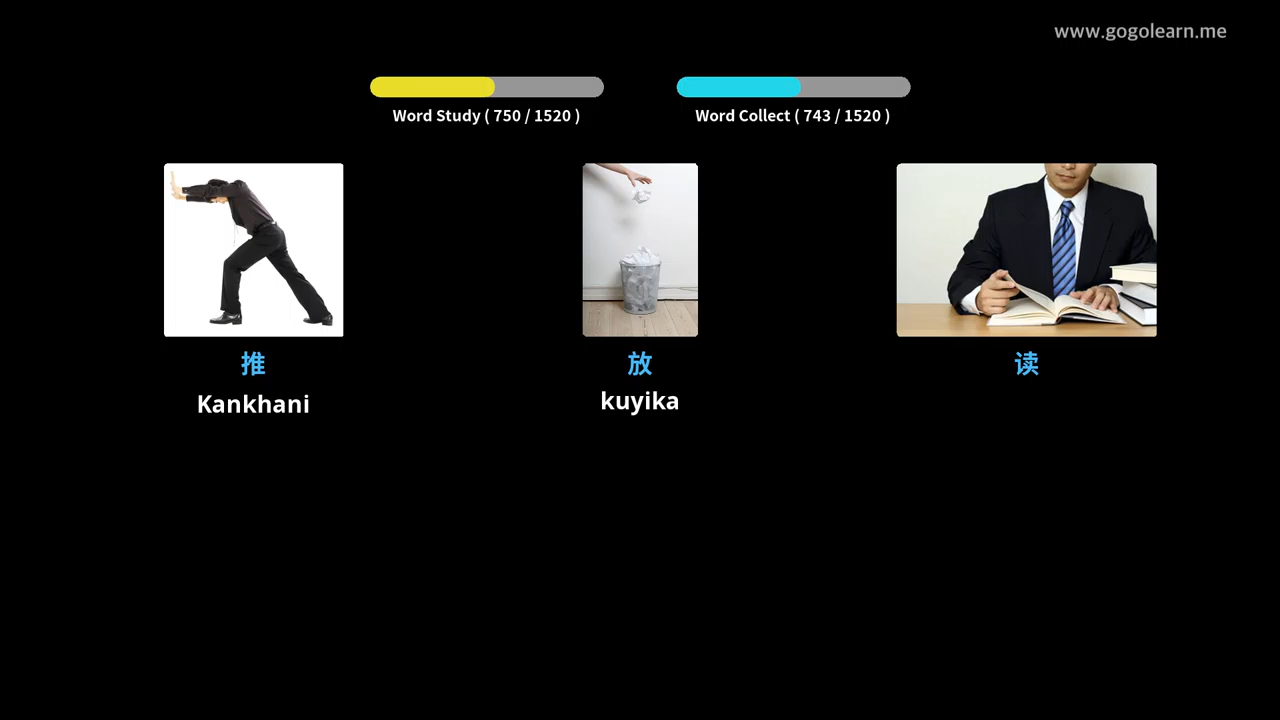 www.gogolearn.me
Word Study ( 750 / 1520 )
Word Collect ( 743 / 1520 )
推
放
读
Kankhani
kuyika